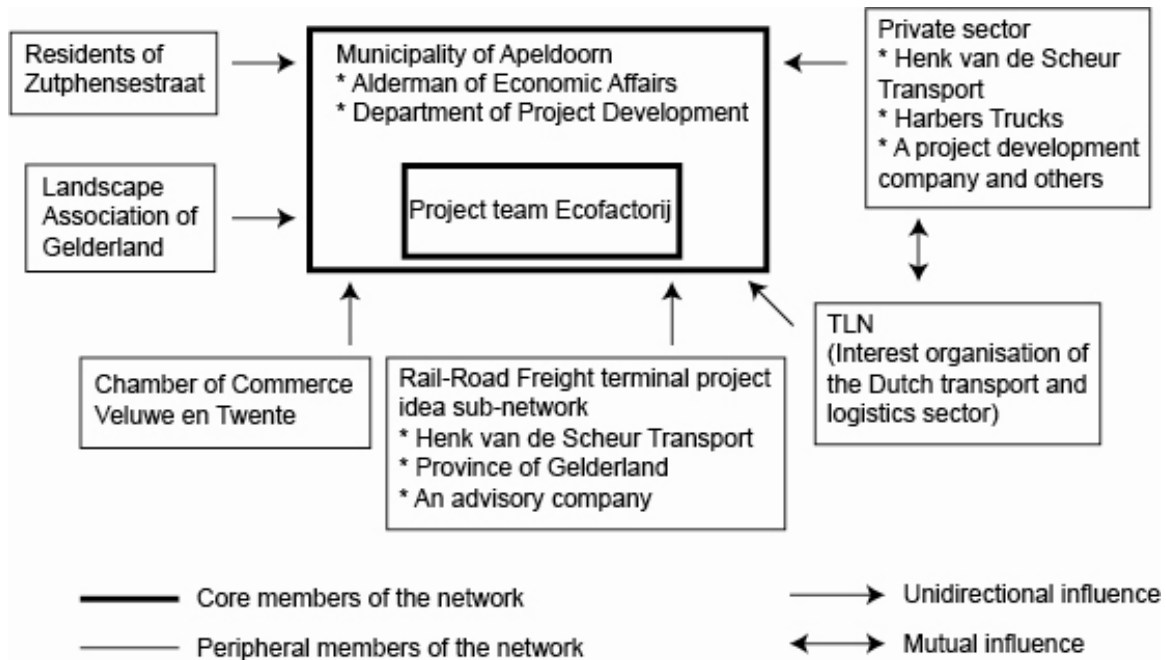 Residents of
Zutphensestraat
Landscape
Association of
Gelderland
Municipality of Apeldoorn
* Alderman of Economic Affairs
* Department of Project Development
Project team Ecofactorij
Private sector
* Henk van de Scheur
Transport
* Harbers Trucks
* A project development
company and others
Chamber of Commerce
Veluwe en Twente
Rail-Road Freight terminal project
idea sub-network
* Henk van de Scheur Transport
* Province of Gelderland
* An advisory company
TLN
(Interest organisation of
the Dutch transport and
logistics sector)
Core members of the network
Peripheral members of the network
Unidirectional influence
Mutual influence